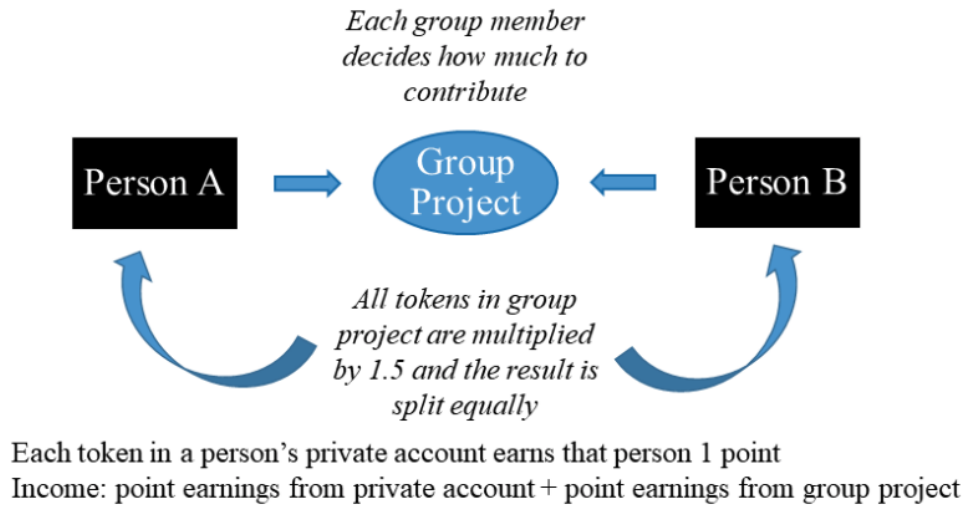 Each group member
decides how much to
contribute
Person A
Group
Project
Person B
All tokens in group
project are multiplied
by 1.5 and the result is
split equally
Each token in a person's private account earns that person 1 point
Income: point earnings from private account + point earnings from group project